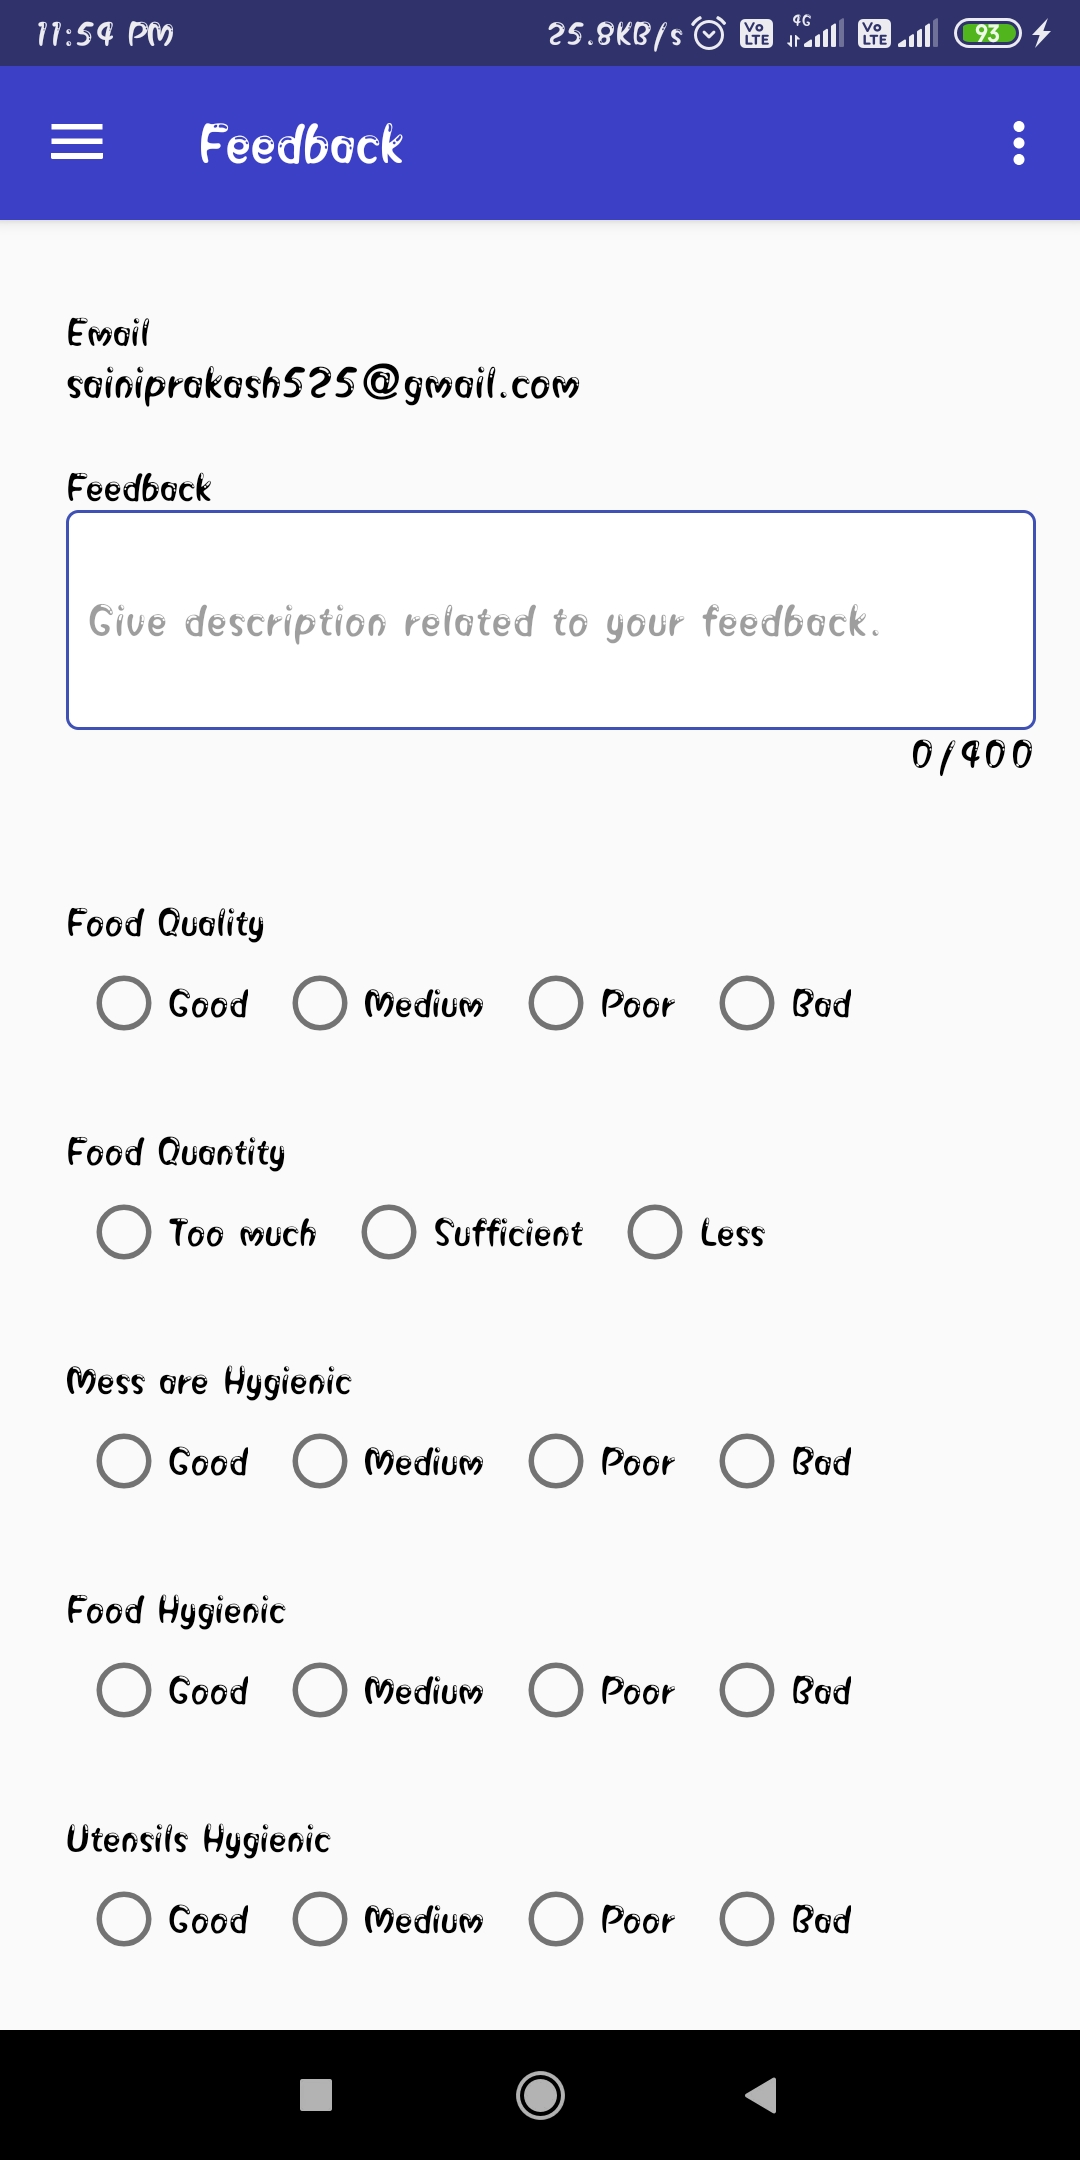 11:54 PM 25.8KB/s Vo LTE 4G Vo LTE 93
Feedback
Email
sainiprakash525@gmail.com
Feedback
Give description related to your feedback.
0/400
Food Quality
Good Medium Poor Bad
Food Quantity
Too much Sufficient Less
Mess are Hygienic
Good Medium Poor Bad
Food Hygienic
Good Medium Poor Bad
Utensils Hygienic
Good Medium Poor Bad